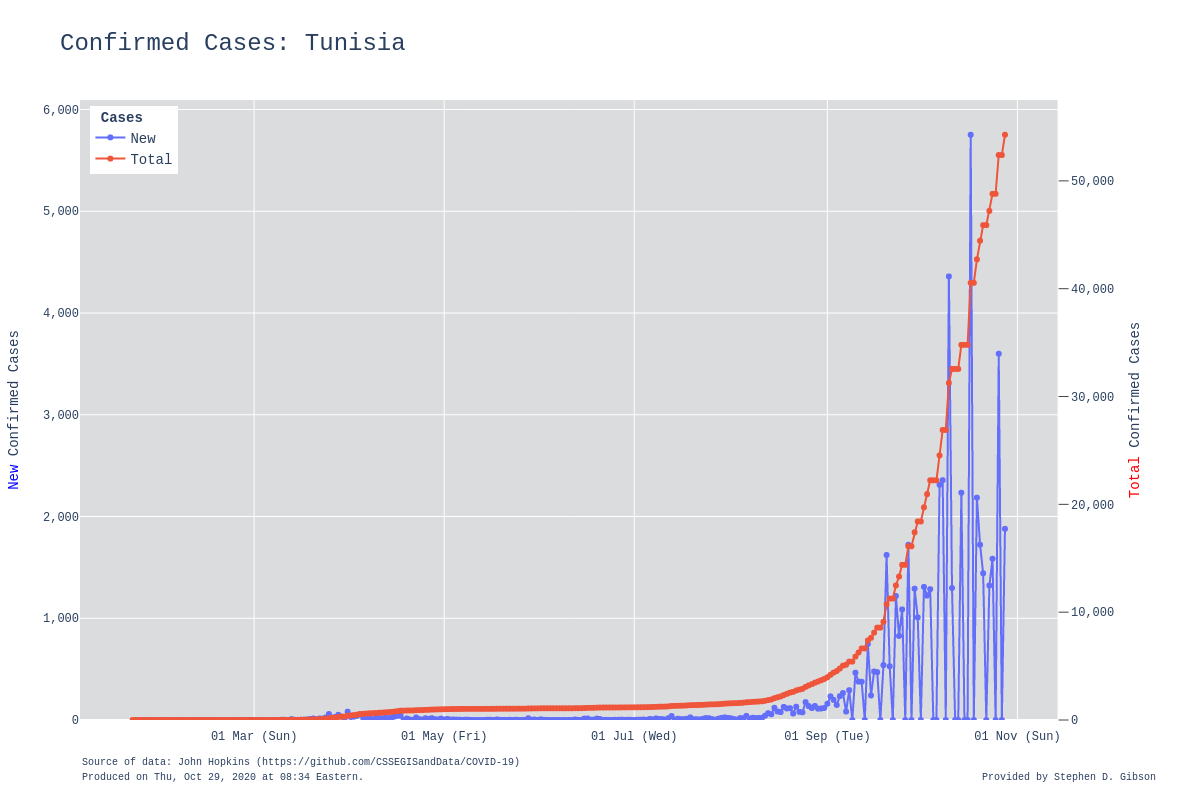 Confirmed Cases: Tunisia
Cases
New
Total
6,000
5,000
4,000
3,000
2,000
1,000
0
50,000
40,000
30,000
20,000
10,000
0
New Confirmed Cases
Total Confirmed Cases
01 Mar (Sun)
01 May (Fri)
01 Jul (Wed)
01 Sep (Tue)
01 Nov (Sun)
Source of data: John Hopkins (https://github.com/CSSEGISandData/COVID-19)
Produced on Thu, Oct 29, 2020 at 08:34 Eastern.
Provided by Stephen D. Gibson